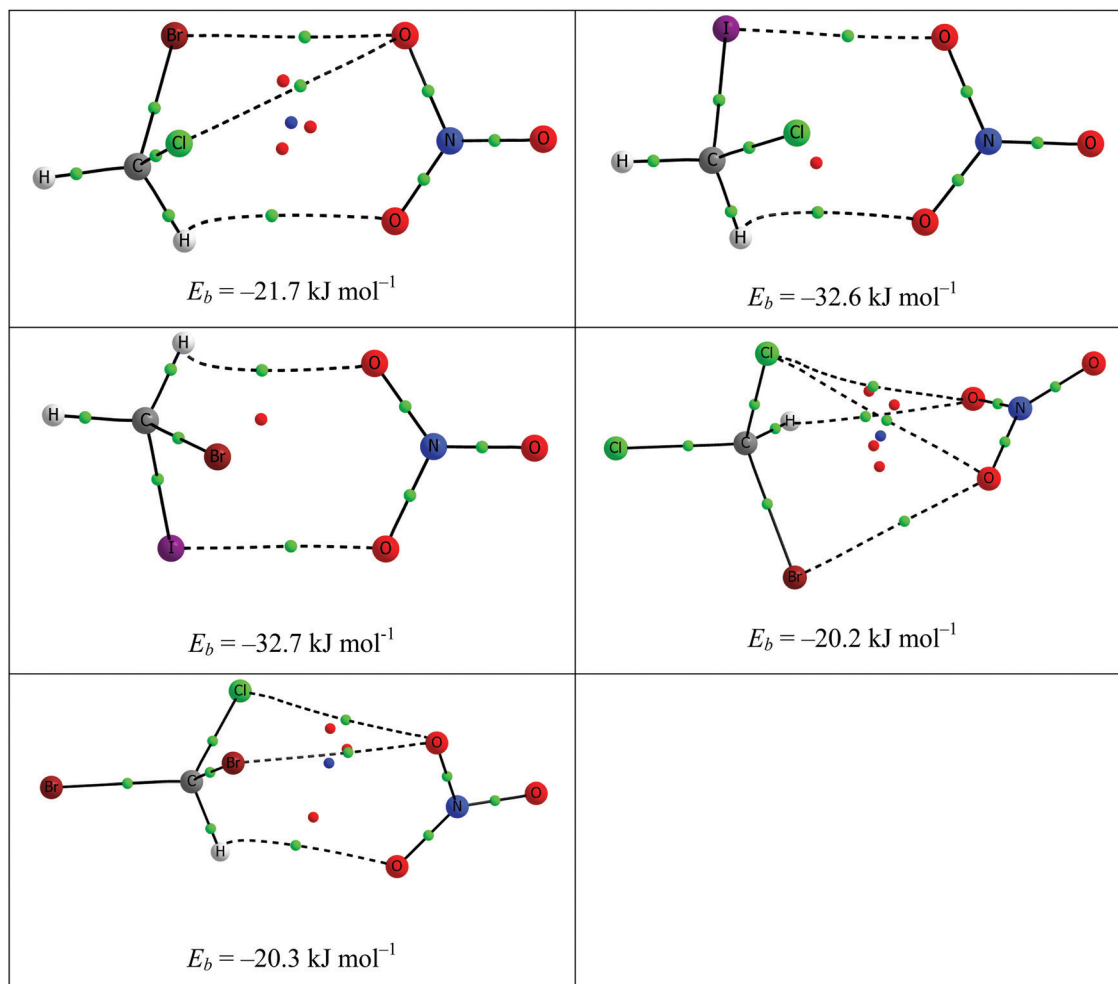 Br O
Cl
C N O
H
H O
E_b = –21.7 kJ mol⁻¹
I O
Cl
H C N O
H O
E_b = –32.6 kJ mol⁻¹
H O
H C
Br N O
I O
E_b = –32.7 kJ mol⁻¹
Cl O
O N
H
Cl C
O
Br
E_b = –20.2 kJ mol⁻¹
Cl
O
Br
Br C O
N
H O
E_b = –20.3 kJ mol⁻¹